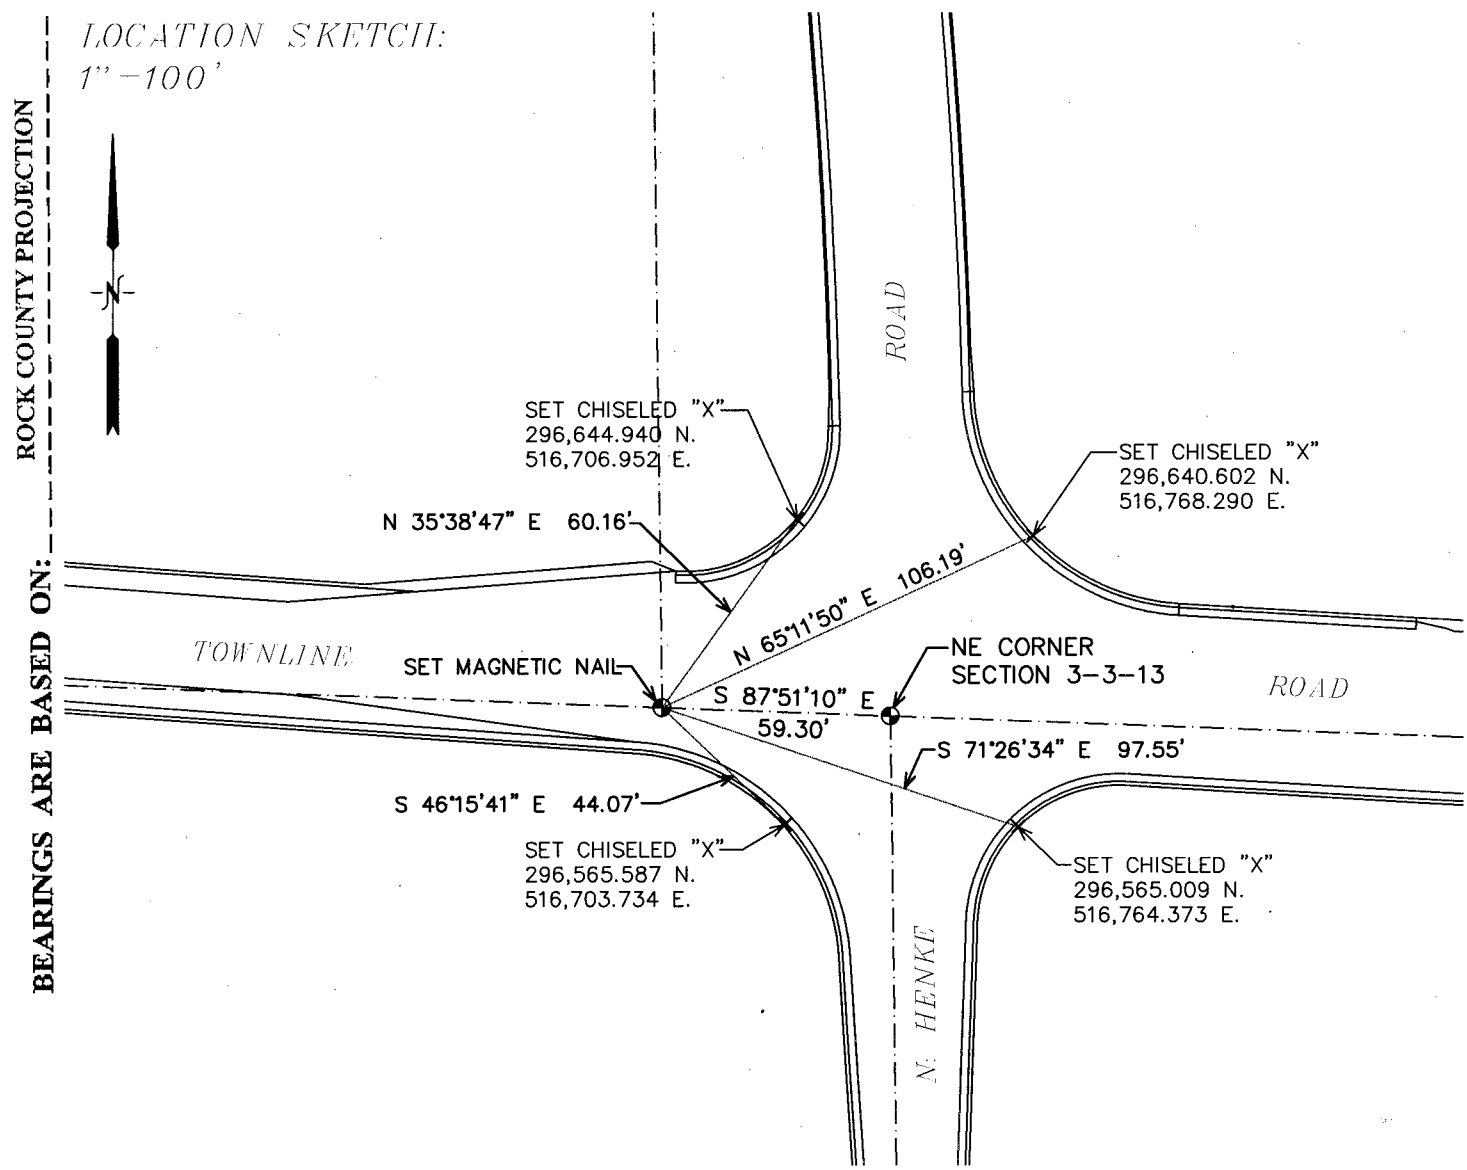 LOCATION SKETCH:
1"=100'
BEARINGS ARE BASED ON: ROCK COUNTY PROJECTION
N
ROAD
SET CHISELED "X"
296,644.940 N.
516,706.952 E.
SET CHISELED "X"
296,640.602 N.
516,768.290 E.
N 35°38'47" E 60.16'
N 65°11'50" E 106.19'
TOWNLINE
SET MAGNETIC NAIL
NE CORNER
SECTION 3-3-13
S 87°51'10" E
59.30'
ROAD
S 71°26'34" E 97.55'
S 46°15'41" E 44.07'
SET CHISELED "X"
296,565.587 N.
516,703.734 E.
SET CHISELED "X"
296,565.009 N.
516,764.373 E.
N. HENKE